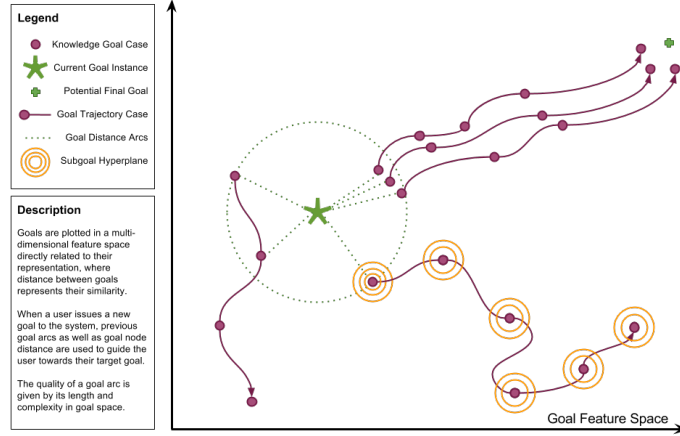 Legend
Knowledge Goal Case
Current Goal Instance
Potential Final Goal
Goal Trajectory Case
Goal Distance Arcs
Subgoal Hyperplane
Description
Goals are plotted in a multi-
dimensional feature space
directly related to their
representation, where
distance between goals
represents their similarity.
When a user issues a new
goal to the system, previous
goal arcs as well as goal node
distance are used to guide the
user towards their target goal.
The quality of a goal arc is
given by its length and
complexity in goal space.
Goal Feature Space